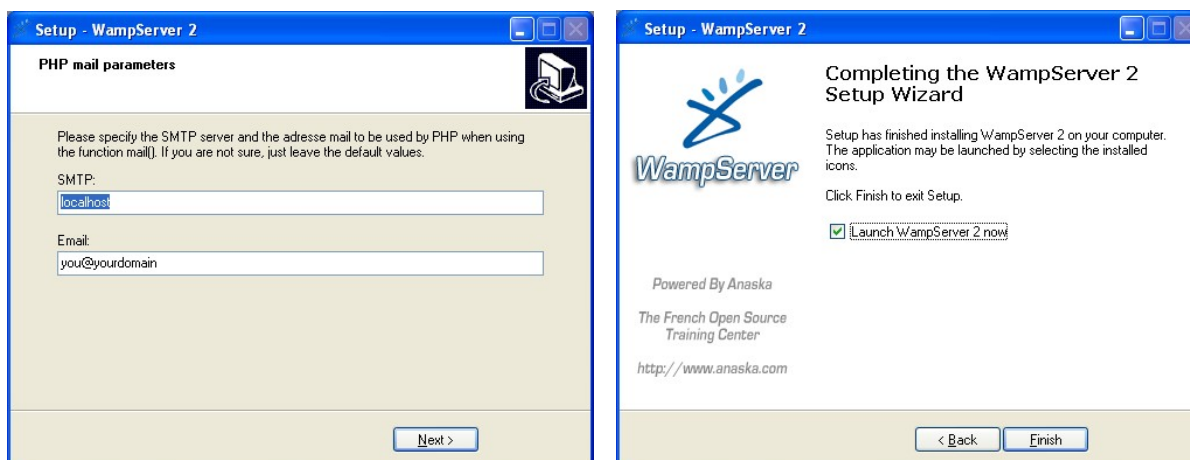 Setup - WampServer 2
PHP mail parameters
Please specify the SMTP server and the adresse mail to be used by PHP when using
the function mail(). If you are not sure, just leave the default values.
SMTP:
localhost
Email:
you@yourdomain
Next >
Setup - WampServer 2
WampServer
Completing the WampServer 2
Setup Wizard
Setup has finished installing WampServer 2 on your computer.
The application may be launched by selecting the installed
icons.
Click Finish to exit Setup.
Launch WampServer 2 now
Powered By Anaska
The French Open Source
Training Center
http://www.anaska.com
< Back
Finish